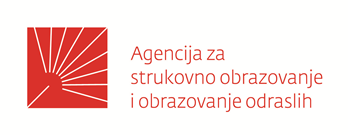 Agencija za
strukovno obrazovanje
i obrazovanje odraslih